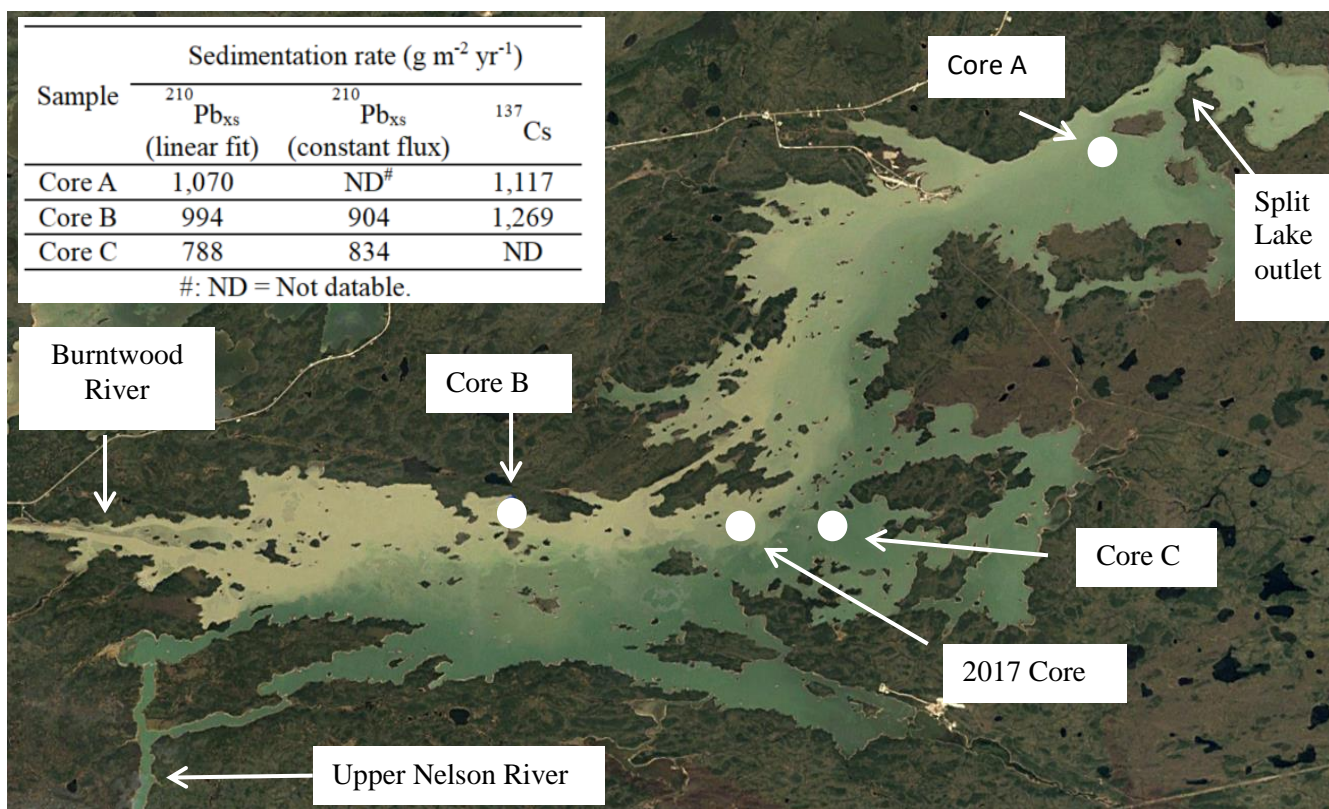 Sedimentation rate (g m⁻² yr⁻¹)
Sample
²¹⁰Pbxs
(linear fit)
²¹⁰Pbxs
(constant flux)
¹³⁷Cs
Core A 1,070 ND# 1,117
Core B 994 904 1,269
Core C 788 834 ND
#: ND = Not datable.
Core A
Split
Lake
outlet
Burntwood
River
Core B
Core C
2017 Core
Upper Nelson River